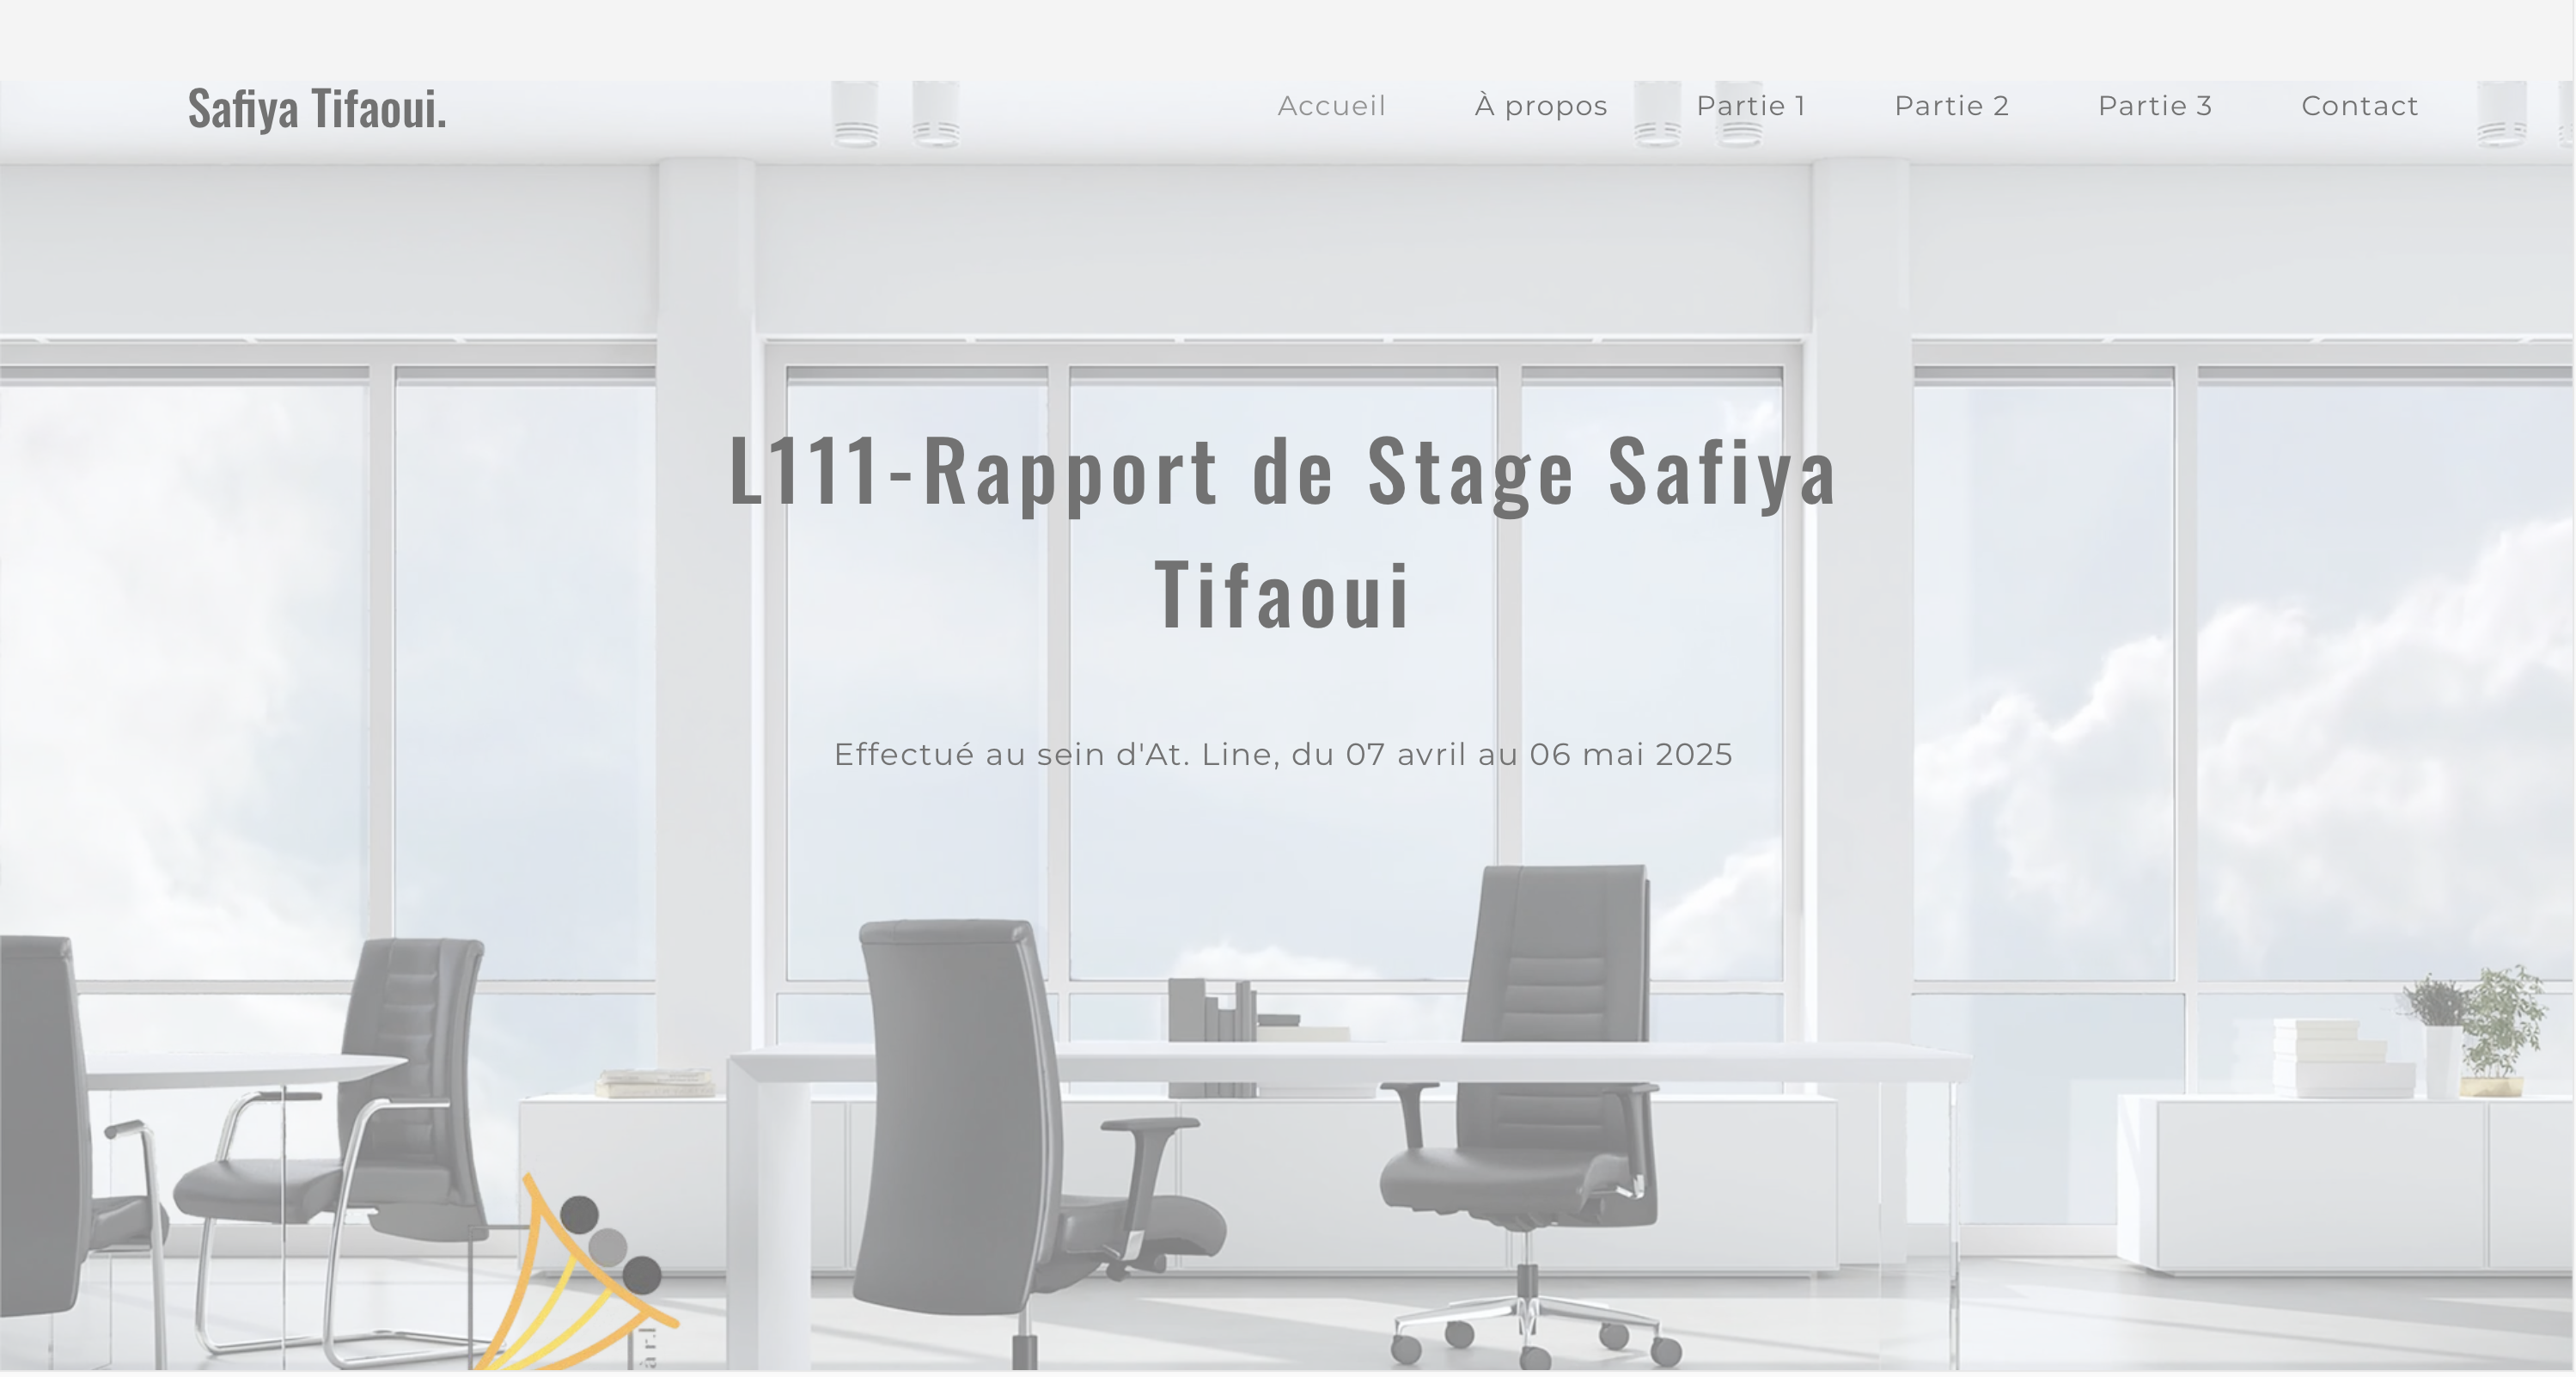 Safiya Tifaoui.
Accueil À propos Partie 1 Partie 2 Partie 3 Contact
L111-Rapport de Stage Safiya
Tifaoui
Effectué au sein d'At. Line, du 07 avril au 06 mai 2025